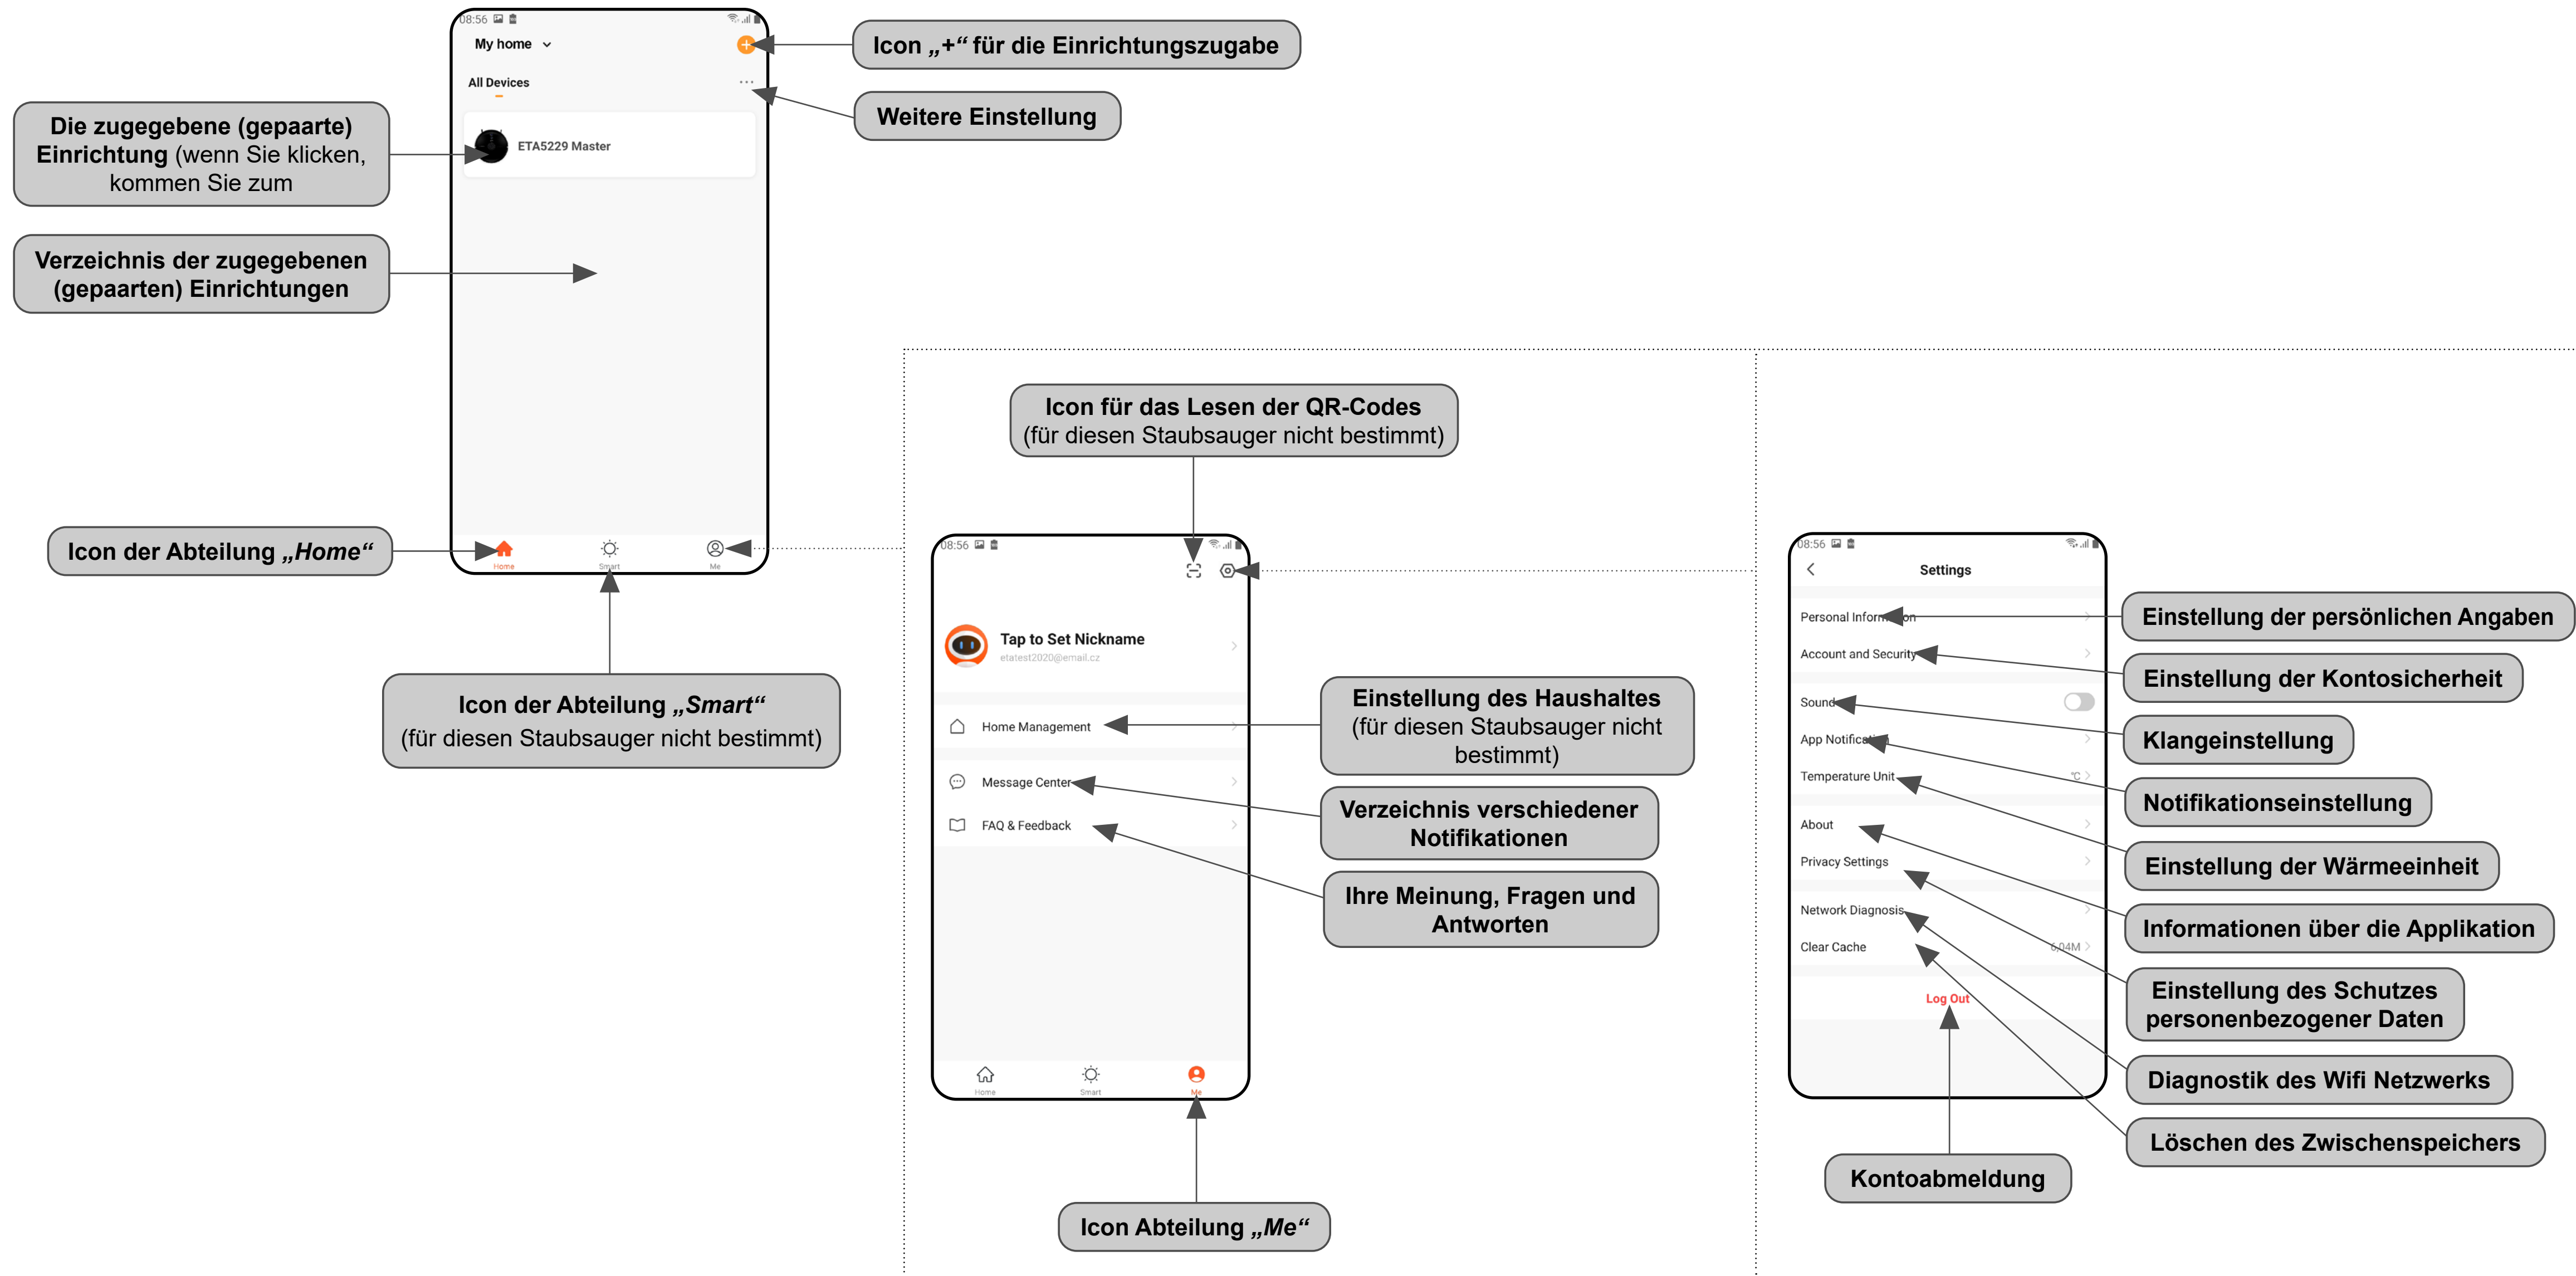 08:56
My home
All Devices
ETA5229 Master
Home
Smart
Me
Icon „+“ für die Einrichtungszugabe
Weitere Einstellung
Die zugegebene (gepaarte)
Einrichtung (wenn Sie klicken,
kommen Sie zum
Verzeichnis der zugegebenen
(gepaarten) Einrichtungen
Icon der Abteilung „Home“
Icon der Abteilung „Smart“
(für diesen Staubsauger nicht bestimmt)
Icon für das Lesen der QR-Codes
(für diesen Staubsauger nicht bestimmt)
08:56
Tap to Set Nickname
etatest2020@email.cz
Home Management
Message Center
FAQ & Feedback
Home
Smart
Me
Einstellung des Haushaltes
(für diesen Staubsauger nicht
bestimmt)
Verzeichnis verschiedener
Notifikationen
Ihre Meinung, Fragen und
Antworten
Icon Abteilung „Me“
08:56
Settings
Personal Information
Account and Security
Sound
App Notification
Temperature Unit
°C
About
Privacy Settings
Network Diagnosis
Clear Cache
6,04M
Log Out
Einstellung der persönlichen Angaben
Einstellung der Kontosicherheit
Klangeinstellung
Notifikationseinstellung
Einstellung der Wärmeeinheit
Informationen über die Applikation
Einstellung des Schutzes
personenbezogener Daten
Diagnostik des Wifi Netzwerks
Löschen des Zwischenspeichers
Kontoabmeldung